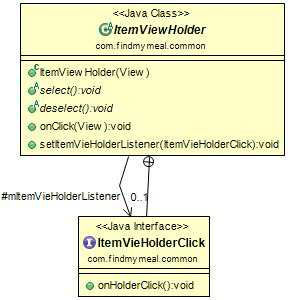 <<Java Class>>
ItemViewHolder
com.findmymeal.common
ItemViewHolder(View)
select():void
deselect():void
onClick(View):void
setItemVieHolderListener(ItemVieHolderClick):void
#mItemVieHolderListener 0..1
<<Java Interface>>
ItemVieHolderClick
com.findmymeal.common
onHolderClick():void